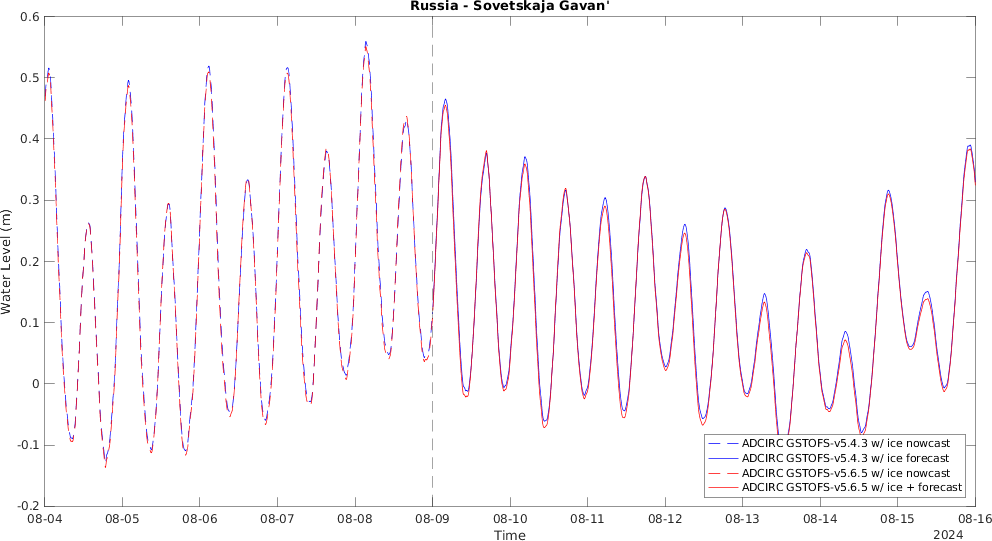 Russia - Sovetskaja Gavan'
0.6
0.5
0.4
0.3
0.2
0.1
0
-0.1
-0.2
Water Level (m)
ADCIRC GSTOFS-v5.4.3 w/ ice nowcast
ADCIRC GSTOFS-v5.4.3 w/ ice forecast
ADCIRC GSTOFS-v5.6.5 w/ ice nowcast
ADCIRC GSTOFS-v5.6.5 w/ ice + forecast
08-04 08-05 08-06 08-07 08-08 08-09 08-10 08-11 08-12 08-13 08-14 08-15 08-16
Time
2024